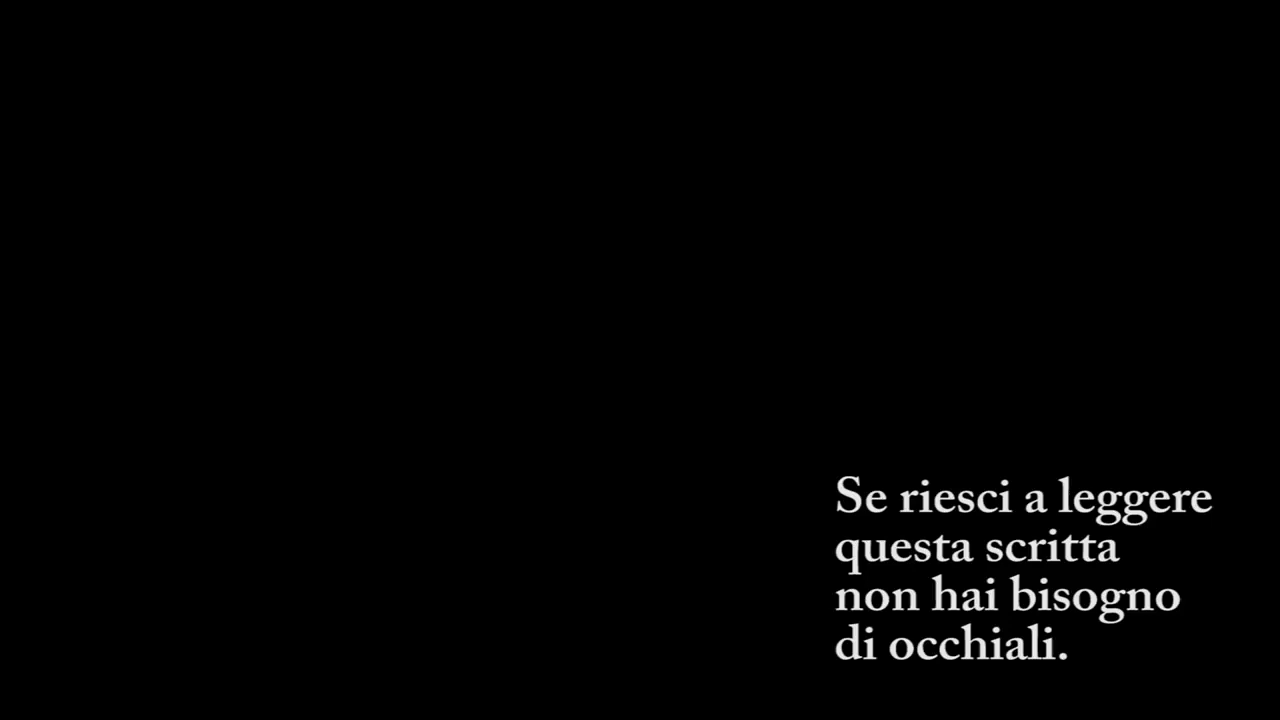 Se riesci a leggere
questa scritta
non hai bisogno
di occhiali.